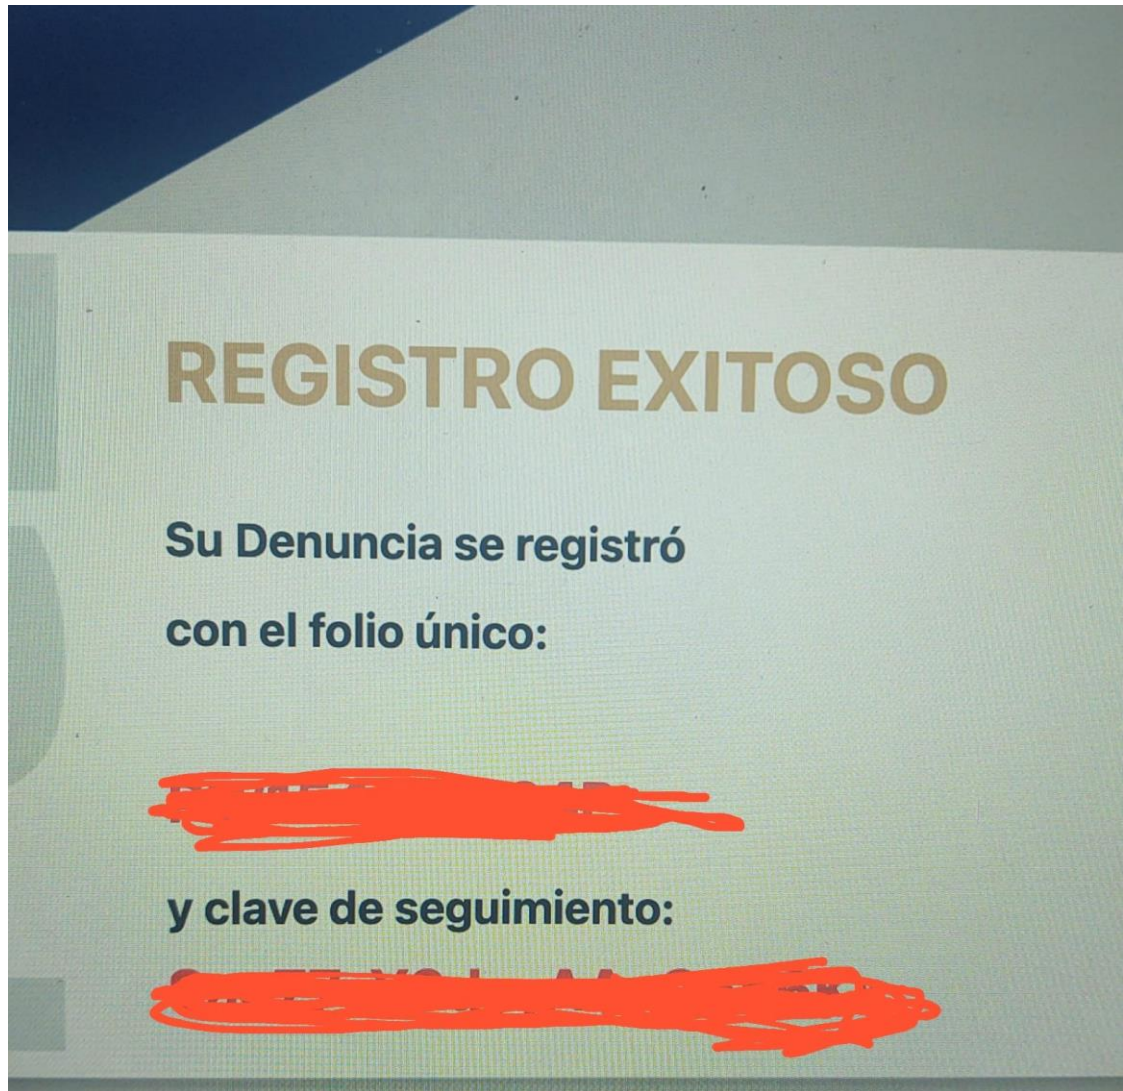 REGISTRO EXITOSO
Su Denuncia se registró
con el folio único:
y clave de seguimiento: